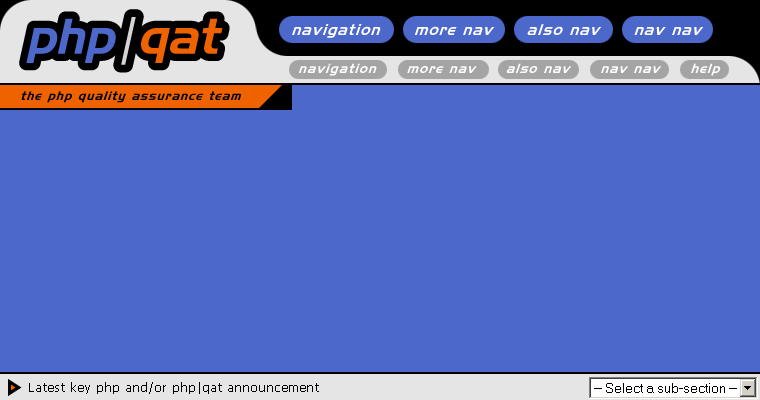 php|qat
navigation more nav also nav nav nav
navigation more nav also nav nav nav help
the php quality assurance team
Latest key php and/or php|qat announcement
-- Select a sub-section --